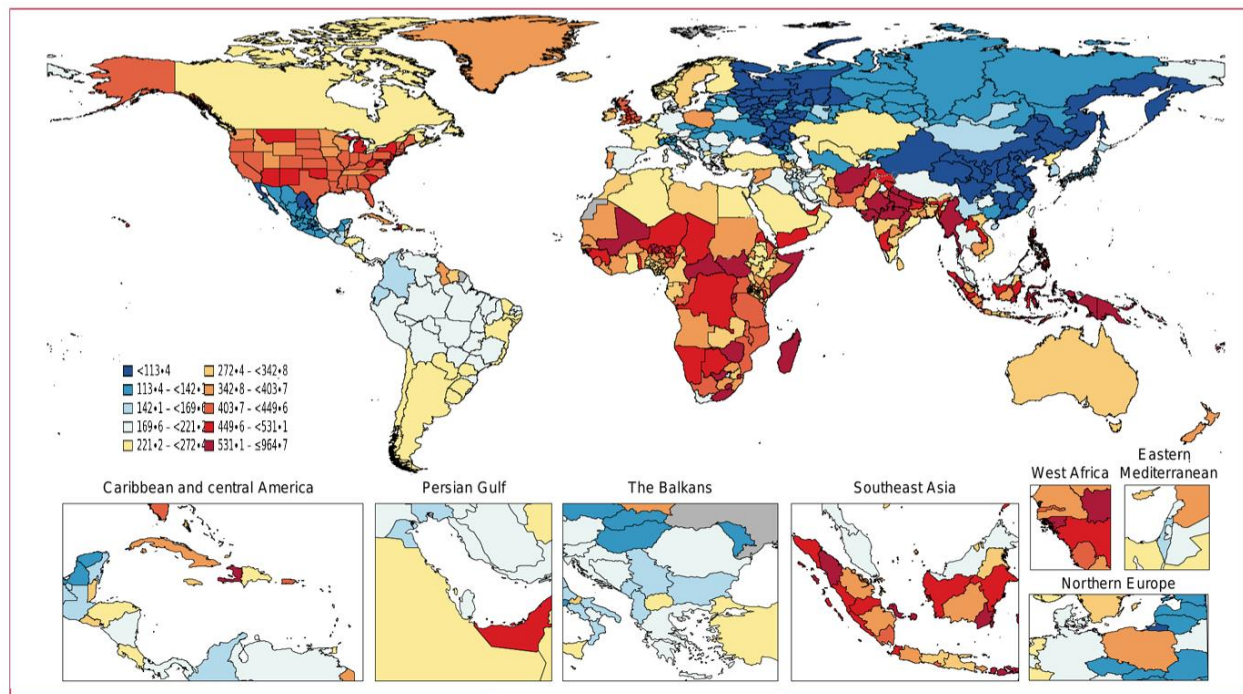 <113•4
113•4 – <142•1
142•1 – <169•6
169•6 – <221•2
221•2 – <272•4
272•4 – <342•8
342•8 – <403•7
403•7 – <449•6
449•6 – <531•1
531•1 – ≤964•7
Caribbean and central America
Persian Gulf
The Balkans
Southeast Asia
West Africa
Eastern
Mediterranean
Northern Europe